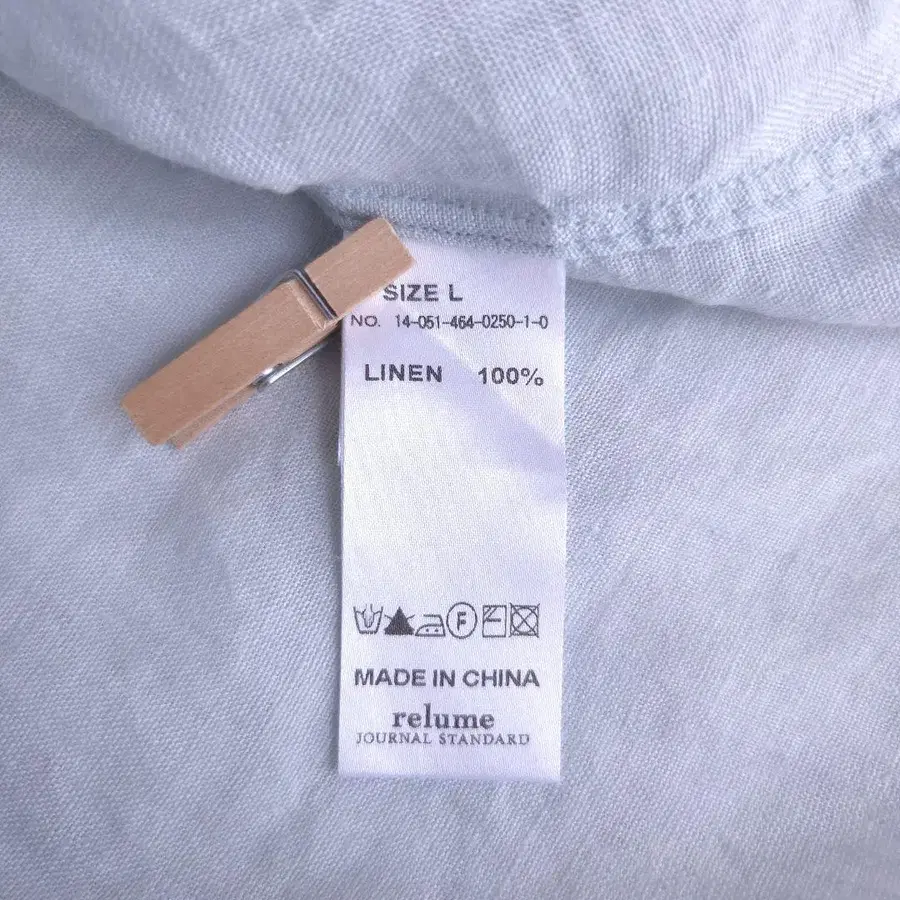 SIZE L
NO. 14-051-464-0250-1-0
LINEN 100%
F
MADE IN CHINA
relume
JOURNAL STANDARD